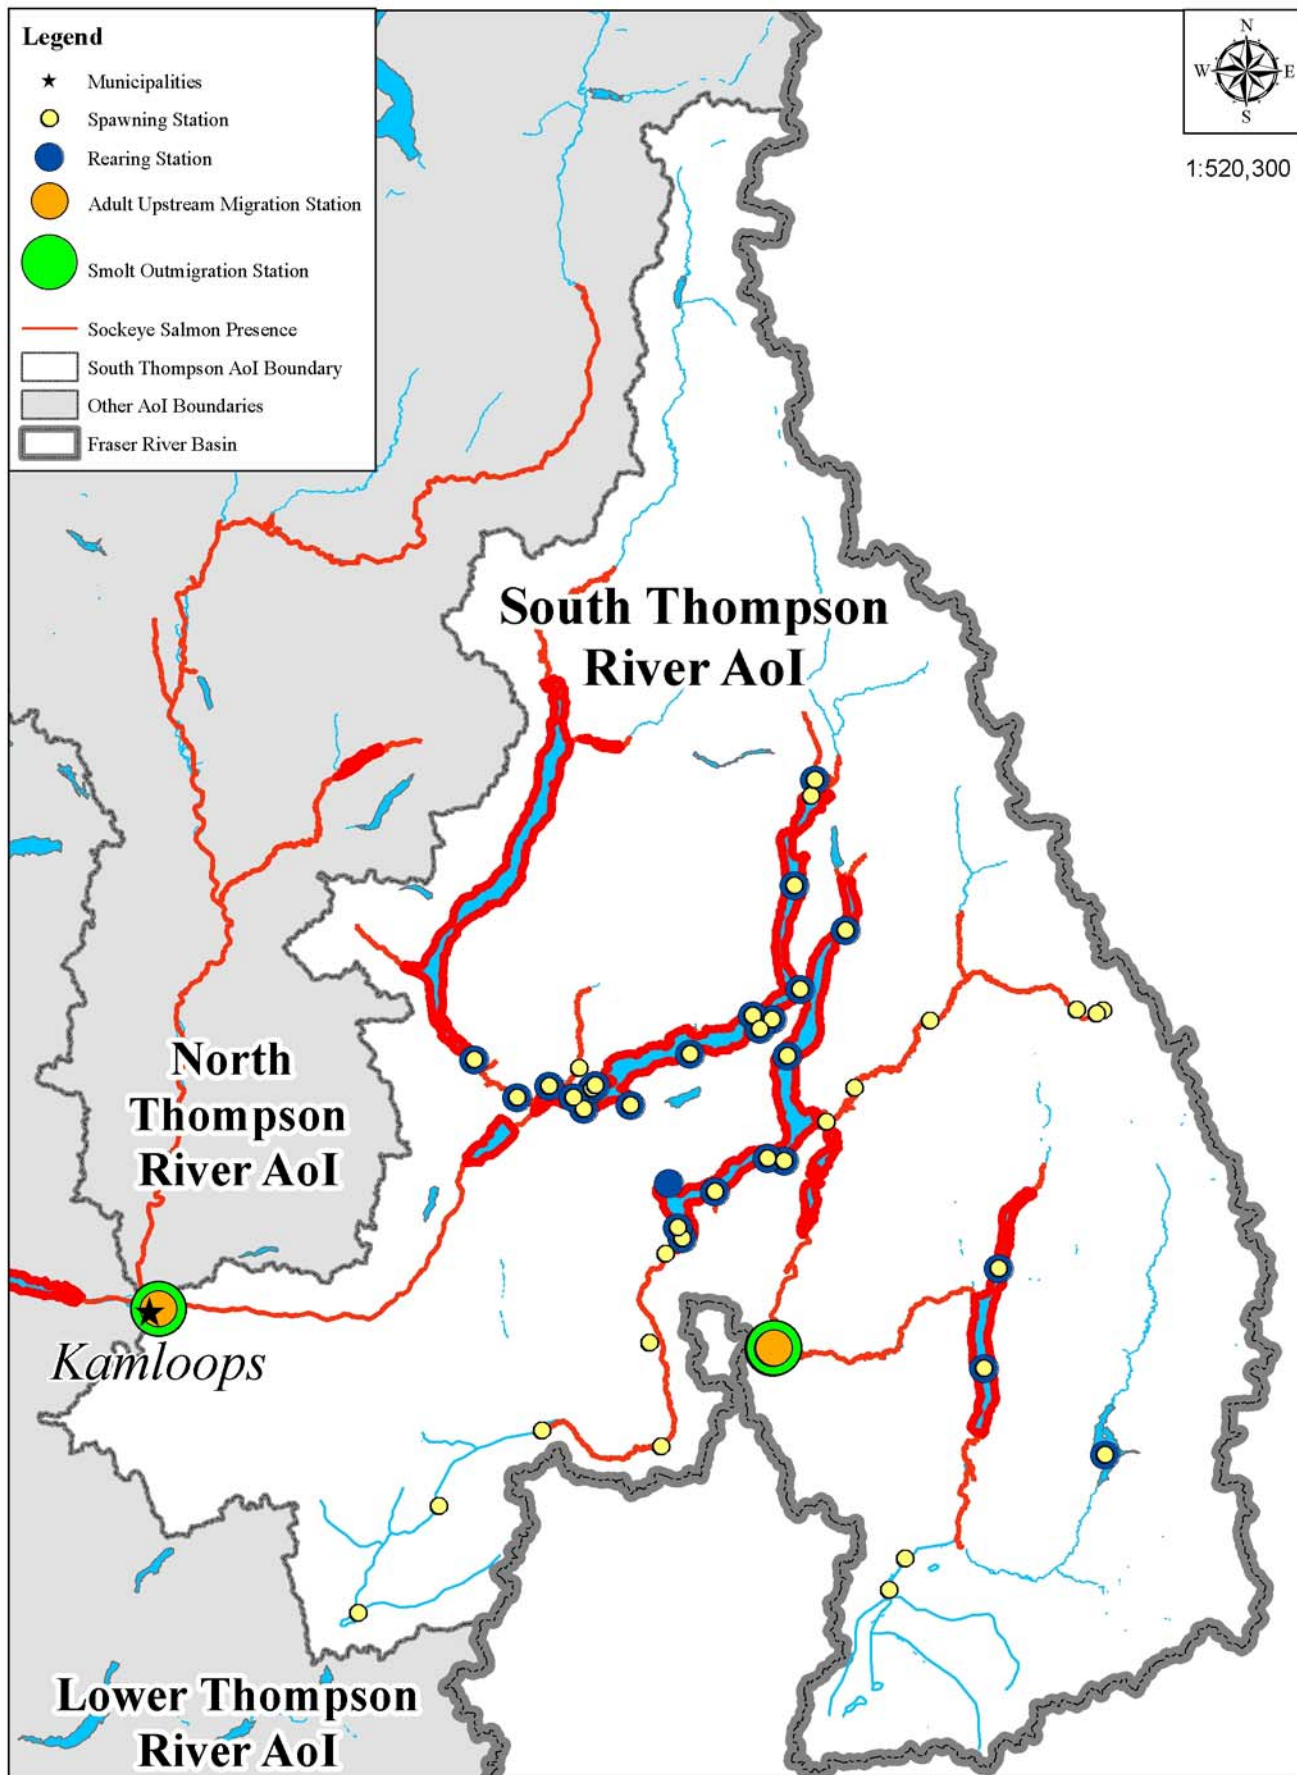 Legend
Municipalities
Spawning Station
Rearing Station
Adult Upstream Migration Station
Smolt Outmigration Station
Sockeye Salmon Presence
South Thompson AoI Boundary
Other AoI Boundaries
Fraser River Basin
N
W E
S
1:520,300
South Thompson
River AoI
North
Thompson
River AoI
Kamloops
Lower Thompson
River AoI